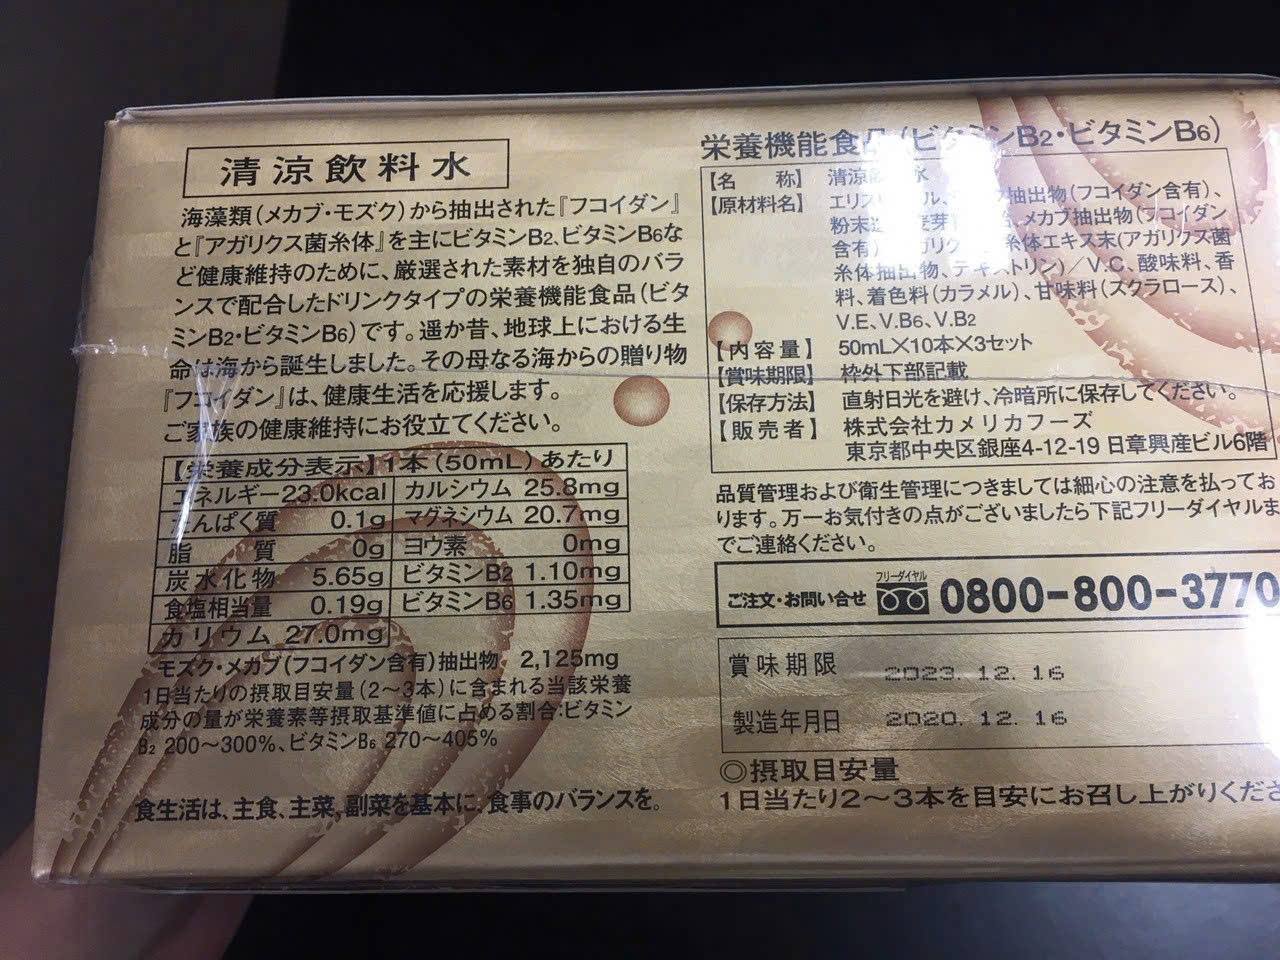 清涼飲料水
海藻類(メカブ・モズク)から抽出された『フコイダン』
と『アガリクス菌糸体』を主にビタミンB2、ビタミンB6な
ど健康維持のために、厳選された素材を独自のバラ
ンスで配合したドリンクタイプの栄養機能食品(ビタ
ミンB2・ビタミンB6)です。遥か昔、地球上における生
命は海から誕生しました。その母なる海からの贈り物
『フコイダン』は、健康生活を応援します。
ご家族の健康維持にお役立てください。
【栄養成分表示】1本(50mL)あたり
エネルギー 23.0kcal カルシウム 25.8mg
たんぱく質 0.1g マグネシウム 20.7mg
脂質 0g ヨウ素 0mg
炭水化物 5.65g ビタミンB2 1.10mg
食塩相当量 0.19g ビタミンB6 1.35mg
カリウム 27.0mg
モズク・メカブ(フコイダン含有)抽出物 2,125mg
1日当たりの摂取目安量(2〜3本)に含まれる当該栄養
成分の量が栄養素等摂取基準値に占める割合:ビタミン
B2 200〜300%、ビタミンB6 270〜405%
食生活は、主食、主菜、副菜を基本に、食事のバランスを。
栄養機能食品(ビタミンB2・ビタミンB6)
【名称】 清涼飲 水
【原材料名】 エリス ル、 抽出物(フコイダン含有)、
粉末 麦芽 メカブ抽出物(フコイダン
含有) ガリク 糸体エキス末(アガリクス菌
糸体抽出物、デキストリン)/V.C、酸味料、香
料、着色料(カラメル)、甘味料(スクラロース)、
V.E、V.B6、V.B2
【内容量】 50mL×10本×3セット
【賞味期限】 枠外下部記載
【保存方法】 直射日光を避け、冷暗所に保存してください。
【販売者】 株式会社カメリカフーズ
東京都中央区銀座4-12-19 日章興産ビル6階
品質管理および衛生管理につきましては細心の注意を払ってお
ります。万一お気付きの点がございましたら下記フリーダイヤルま
でご連絡ください。
ご注文・お問い合せ フリーダイヤル 0800-800-3770
賞味期限 2023.12.16
製造年月日 2020.12.16
◎摂取目安量
1日当たり2〜3本を目安にお召し上がりくださ